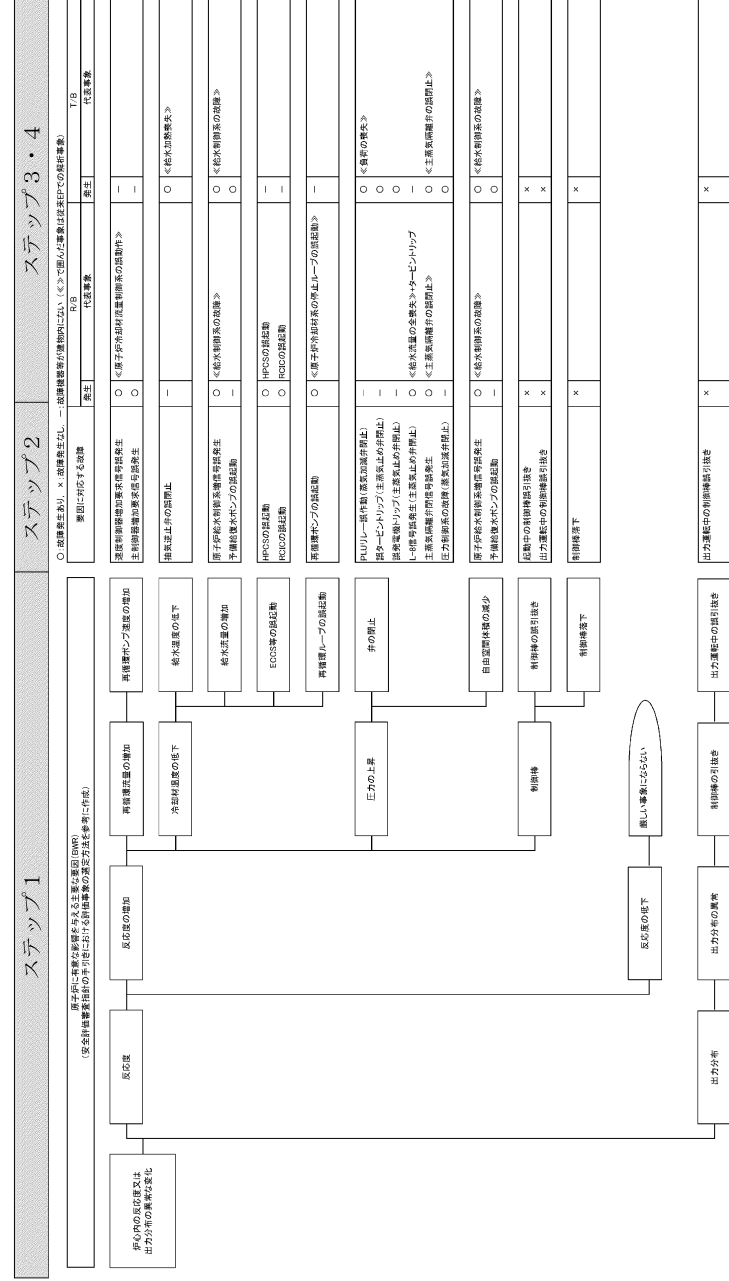 ステップ1
ステップ2
ステップ3・4
○:故障発生あり、×:故障発生なし、－:故障機器等が建物内にない（≪≫で囲んだ事象は従来EPでの解析事象）
原子炉に有意な影響を与える主要な要因(BWR)
（安全評価審査指針の手引きにおける評価事象の選定方法を参考に作成）
要因に対応する故障
R/B
T/B
発生
代表事象
発生
代表事象
炉心内の反応度又は
出力分布の異常な変化
反応度
反応度の増加
再循環流量の増加
再循環ポンプ速度の増加
速度制御器増加要求信号誤発生
○
≪原子炉冷却材流量制御系の誤動作≫
－
主制御器増加要求信号誤発生
○
－
冷却材温度の低下
給水温度の低下
抽気逆止弁の誤閉止
－
○
≪給水加熱喪失≫
給水流量の増加
原子炉給水制御系増信号誤発生
○
≪給水制御系の故障≫
○
≪給水制御系の故障≫
予備給復水ポンプの誤起動
－
○
ECCS等の誤起動
HPCSの誤起動
○
HPCSの誤起動
－
RCICの誤起動
○
RCICの誤起動
－
再循環ループの誤起動
再循環ポンプの誤起動
○
≪原子炉冷却材系の停止ループの誤起動≫
－
圧力の上昇
弁の閉止
PLUリレー誤作動(蒸気加減弁閉止)
－
○
≪負荷の喪失≫
誤タービントリップ(主蒸気止め弁閉止)
－
○
誤発電機トリップ(主蒸気止め弁閉止)
－
○
L-8信号誤発生(主蒸気止め弁閉止)
○
≪給水流量の全喪失≫+タービントリップ
－
主蒸気隔離弁閉信号誤発生
○
≪主蒸気隔離弁の誤閉止≫
○
≪主蒸気隔離弁の誤閉止≫
圧力制御系の故障(蒸気加減弁閉止)
－
○
自由空間体積の減少
原子炉給水制御系増信号誤発生
○
≪給水制御系の故障≫
○
≪給水制御系の故障≫
予備給復水ポンプの誤起動
－
○
制御棒
制御棒の誤引抜き
起動中の制御棒誤引抜き
×
×
出力運転中の制御棒誤引抜き
×
×
制御棒落下
制御棒落下
×
×
反応度の低下
厳しい事象にならない
出力分布
出力分布の異常
制御棒の引抜き
出力運転中の誤引抜き
出力運転中の制御棒誤引抜き
×
×